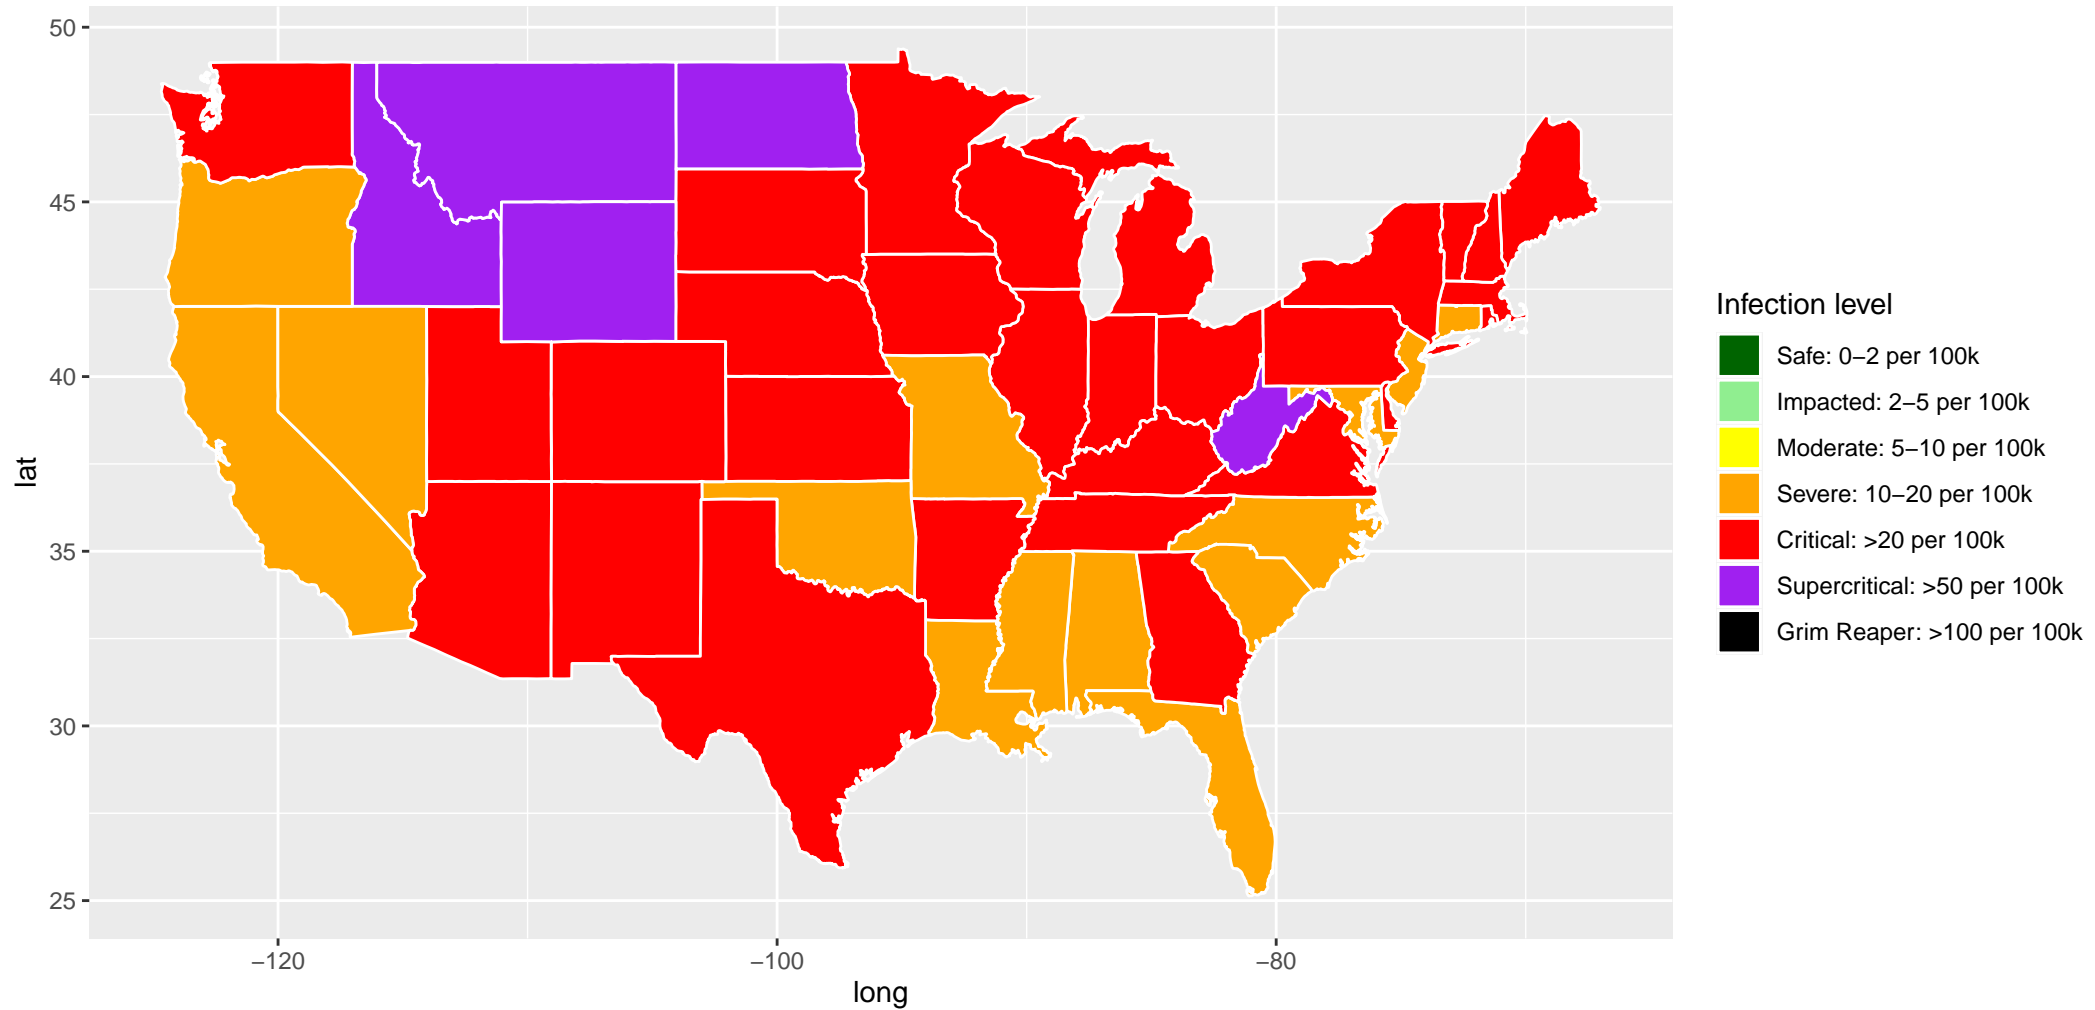 50
45
40
35
30
25
lat
−120
−100
−80
long
Infection level
Safe: 0−2 per 100k
Impacted: 2−5 per 100k
Moderate: 5−10 per 100k
Severe: 10−20 per 100k
Critical: >20 per 100k
Supercritical: >50 per 100k
Grim Reaper: >100 per 100k